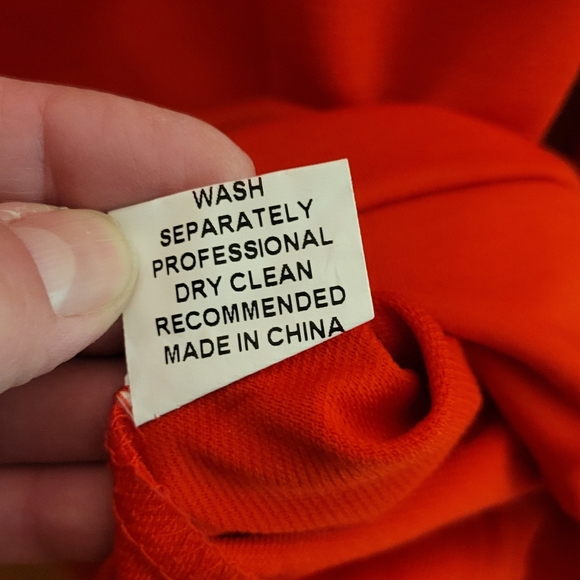 WASH
SEPARATELY
PROFESSIONAL
DRY CLEAN
RECOMMENDED
MADE IN CHINA